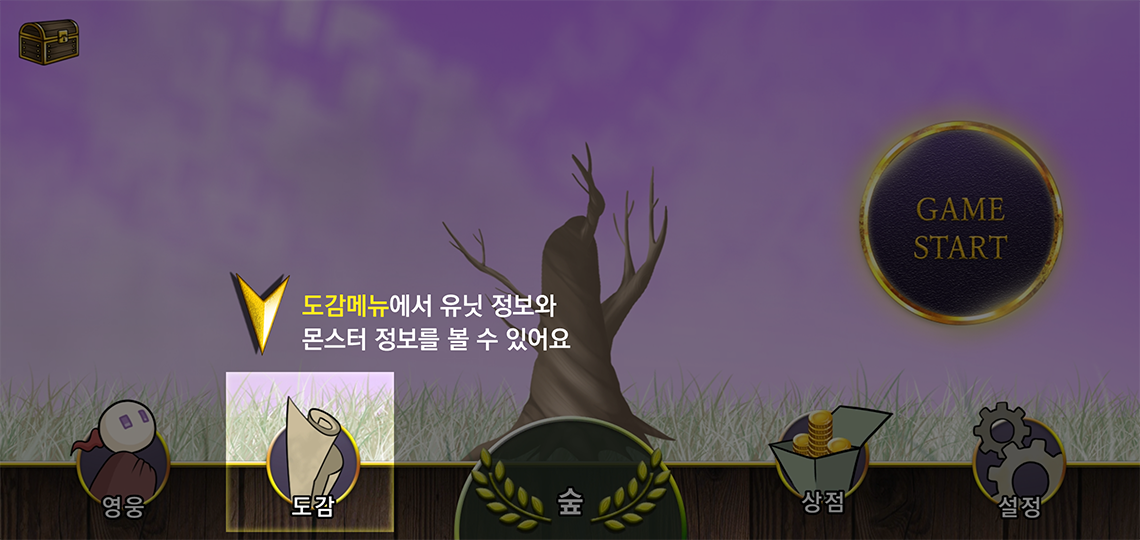 GAME
START
도감메뉴에서 유닛 정보와
몬스터 정보를 볼 수 있어요
영웅
도감
숲
상점
설정